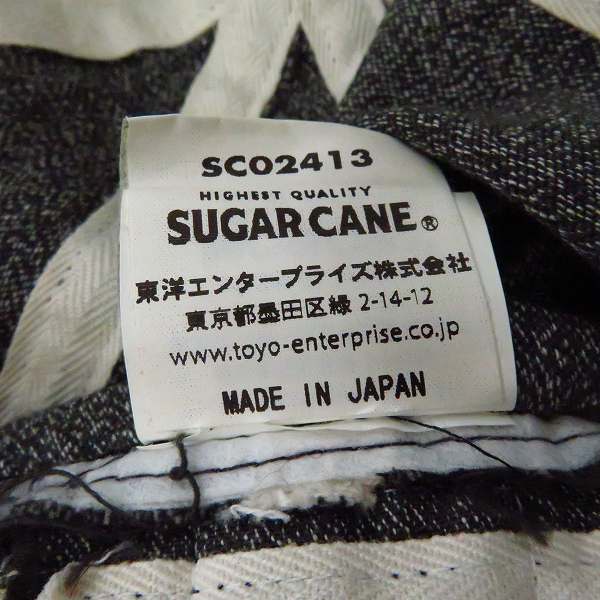 SC02413
HIGHEST QUALITY
SUGAR CANE®
東洋エンタープライズ株式会社
東京都墨田区緑 2-14-12
www.toyo-enterprise.co.jp
MADE IN JAPAN